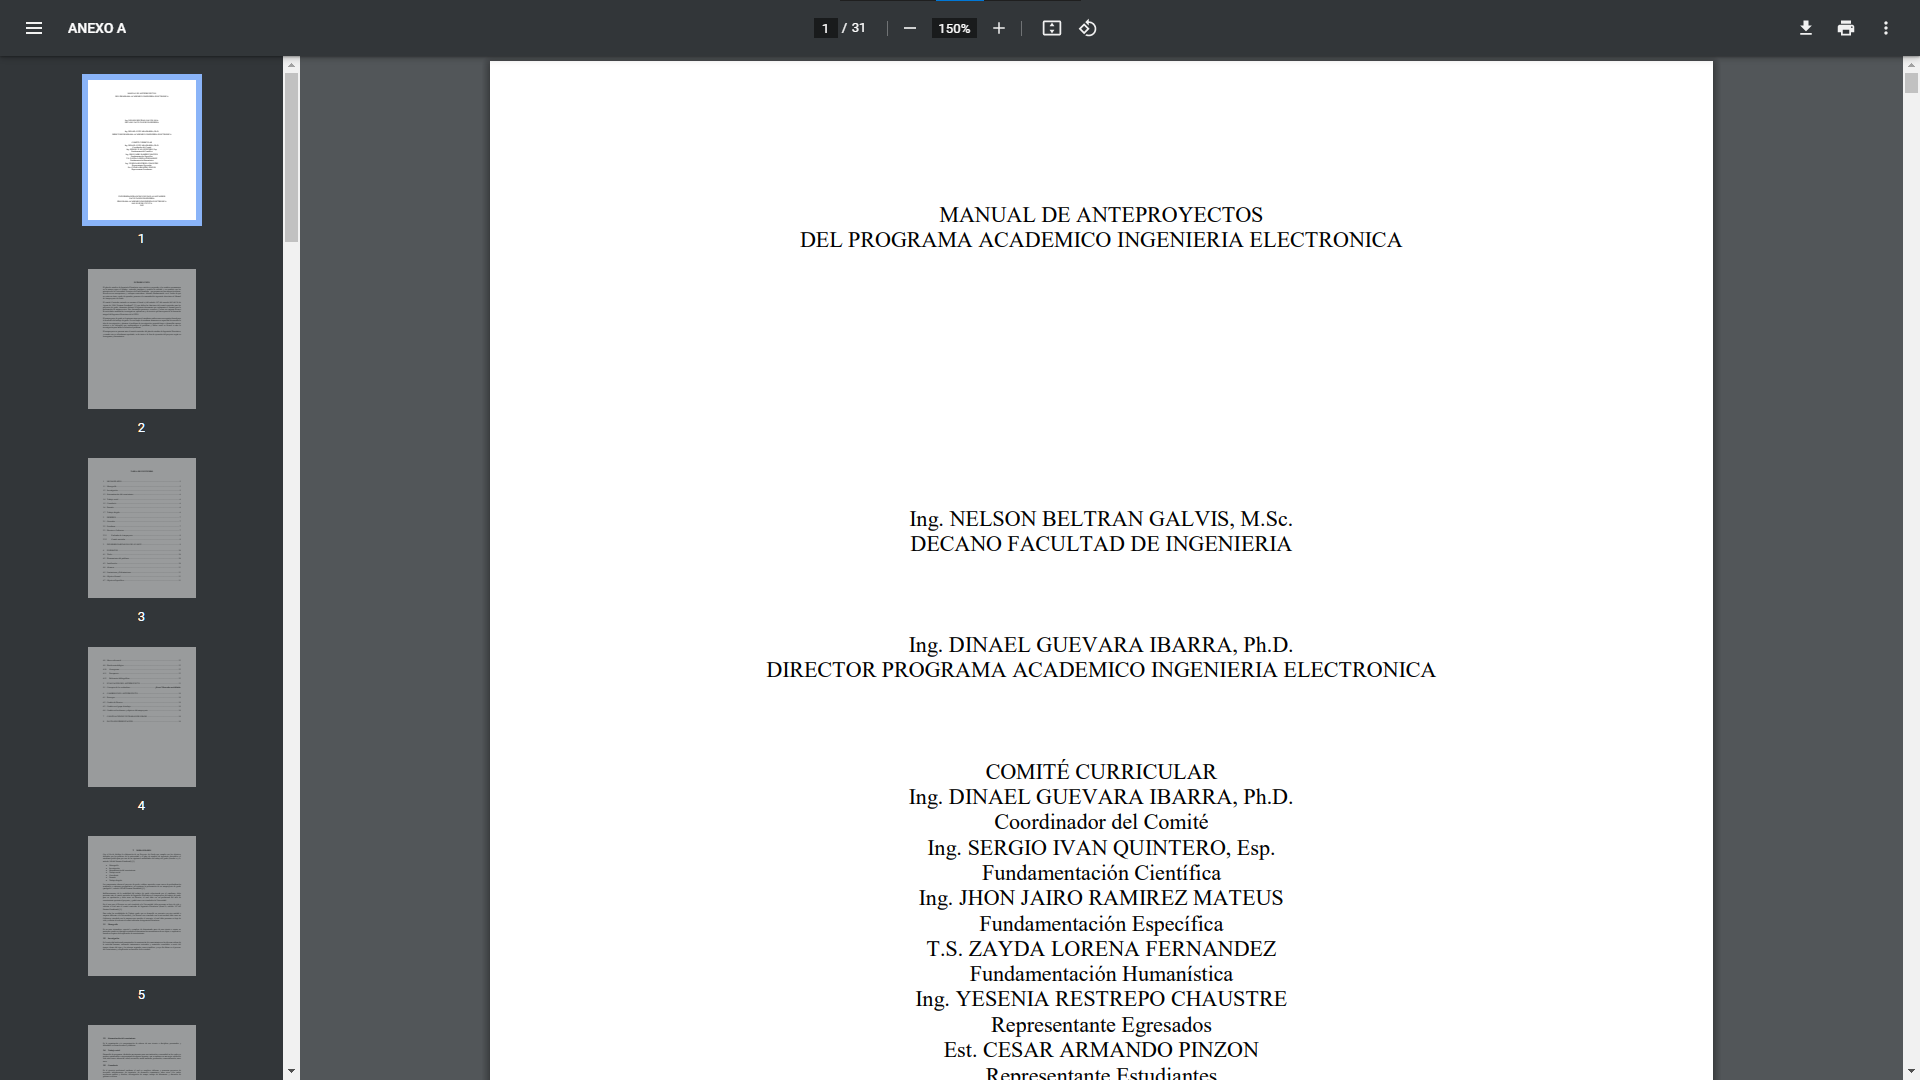 ANEXO A
1 / 31
150%
1
2
3
4
5
MANUAL DE ANTEPROYECTOS
DEL PROGRAMA ACADEMICO INGENIERIA ELECTRONICA
Ing. NELSON BELTRAN GALVIS, M.Sc.
DECANO FACULTAD DE INGENIERIA
Ing. DINAEL GUEVARA IBARRA, Ph.D.
DIRECTOR PROGRAMA ACADEMICO INGENIERIA ELECTRONICA
COMITÉ CURRICULAR
Ing. DINAEL GUEVARA IBARRA, Ph.D.
Coordinador del Comité
Ing. SERGIO IVAN QUINTERO, Esp.
Fundamentación Científica
Ing. JHON JAIRO RAMIREZ MATEUS
Fundamentación Específica
T.S. ZAYDA LORENA FERNANDEZ
Fundamentación Humanística
Ing. YESENIA RESTREPO CHAUSTRE
Representante Egresados
Est. CESAR ARMANDO PINZON
Representante Estudiantes